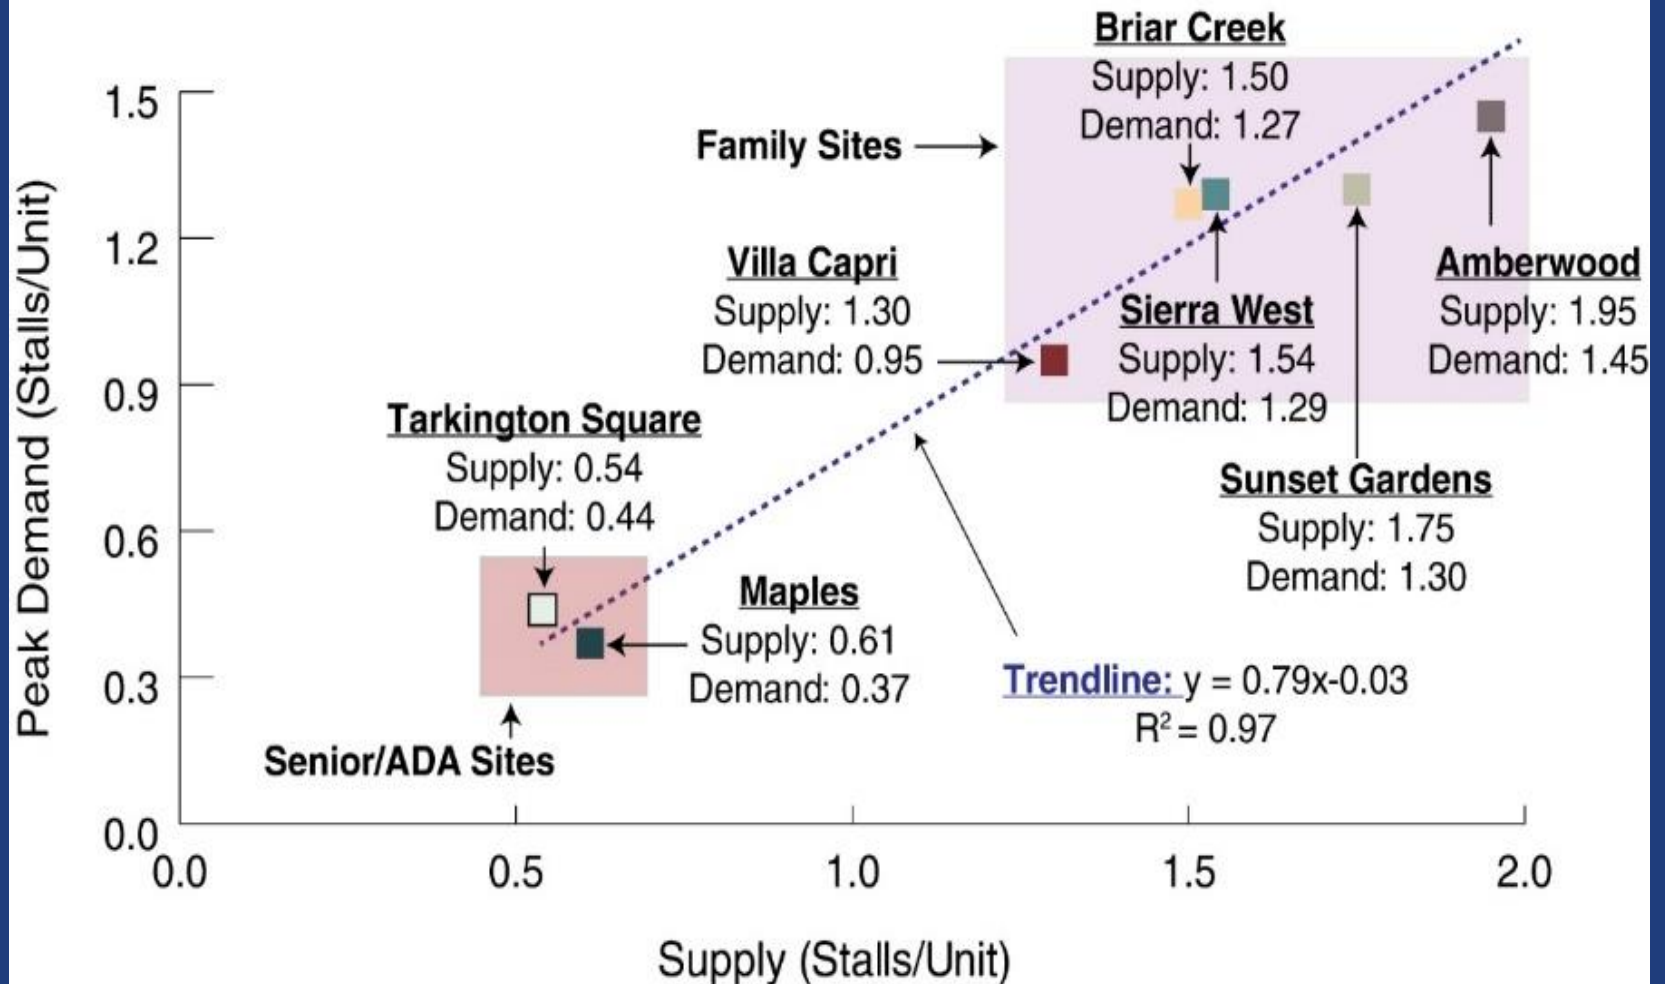 Briar Creek
Supply: 1.50
Demand: 1.27
Family Sites
Villa Capri
Supply: 1.30
Demand: 0.95
Sierra West
Supply: 1.54
Demand: 1.29
Amberwood
Supply: 1.95
Demand: 1.45
Tarkington Square
Supply: 0.54
Demand: 0.44
Sunset Gardens
Supply: 1.75
Demand: 1.30
Maples
Supply: 0.61
Demand: 0.37
Trendline: y = 0.79x-0.03
R² = 0.97
Senior/ADA Sites
Peak Demand (Stalls/Unit)
1.5
1.2
0.9
0.6
0.3
0.0
0.0 0.5 1.0 1.5 2.0
Supply (Stalls/Unit)